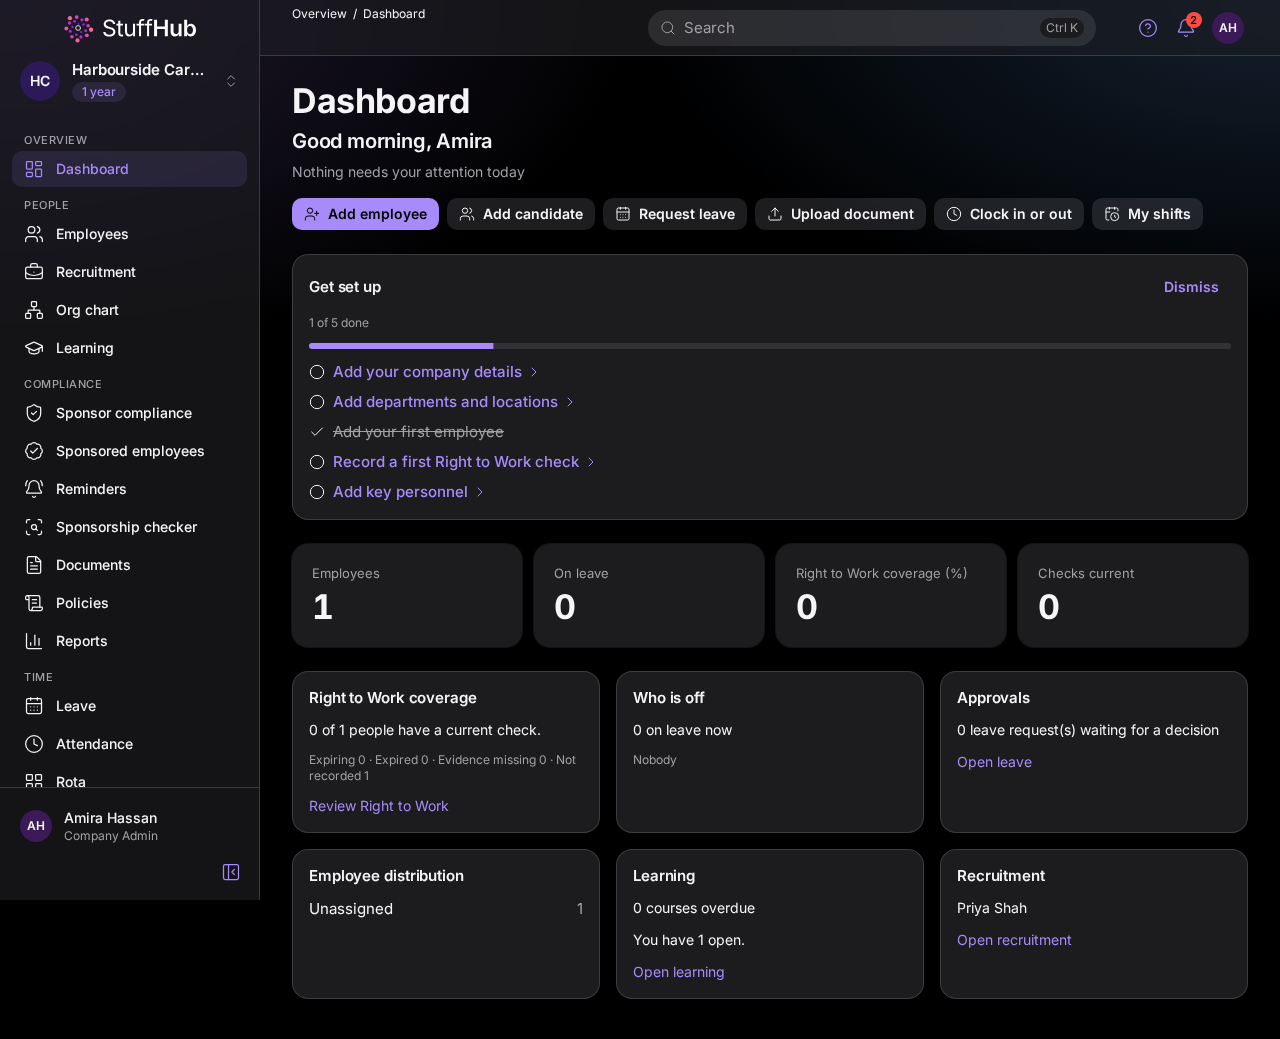 StuffHub
HC
Harbourside Car...
1 year
OVERVIEW
Dashboard
PEOPLE
Employees
Recruitment
Org chart
Learning
COMPLIANCE
Sponsor compliance
Sponsored employees
Reminders
Sponsorship checker
Documents
Policies
Reports
TIME
Leave
Attendance
Rota
AH
Amira Hassan
Company Admin
Overview / Dashboard
Search
Ctrl K
2
AH
Dashboard
Good morning, Amira
Nothing needs your attention today
Add employee
Add candidate
Request leave
Upload document
Clock in or out
My shifts
Get set up
Dismiss
1 of 5 done
Add your company details
Add departments and locations
Add your first employee
Record a first Right to Work check
Add key personnel
Employees
1
On leave
0
Right to Work coverage (%)
0
Checks current
0
Right to Work coverage
0 of 1 people have a current check.
Expiring 0 · Expired 0 · Evidence missing 0 · Not
recorded 1
Review Right to Work
Who is off
0 on leave now
Nobody
Approvals
0 leave request(s) waiting for a decision
Open leave
Employee distribution
Unassigned 1
Learning
0 courses overdue
You have 1 open.
Open learning
Recruitment
Priya Shah
Open recruitment